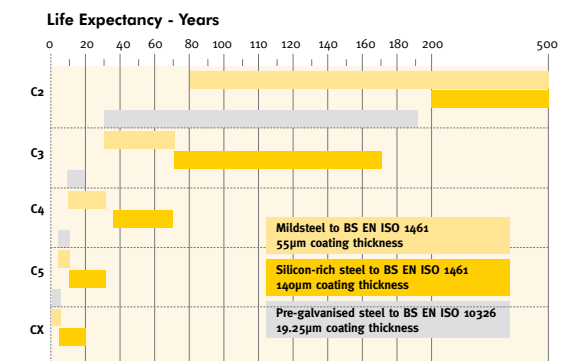 Life Expectancy - Years
0 20 40 60 80 100 110 120 140 160 180 190 200 500
C2
C3
C4
Mildsteel to BS EN ISO 1461
55µm coating thickness
C5
Silicon-rich steel to BS EN ISO 1461
140µm coating thickness
Pre-galvanised steel to BS EN ISO 10326
19.25µm coating thickness
CX